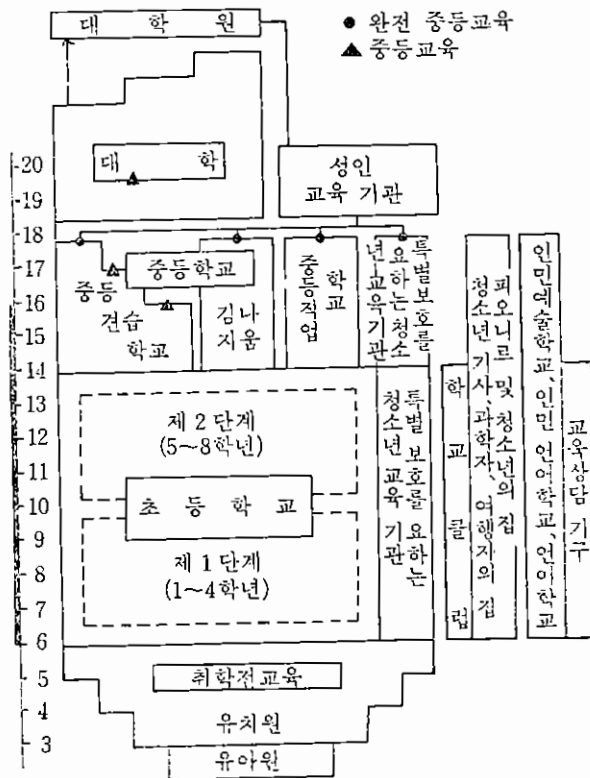 대 학 원
● 완전 중등교육
▲ 중등교육
대 학
성인
교육 기관
20
19
18
17
16
15
14
13
12
11
10
9
8
7
6
5
4
3
중등학교
중등
견습
학교
김나
지움
중등직업
학교
특별보호를
요하는 청소
년 교육기관
제 2 단계
(5~8학년)
초 등 학 교
제 1 단계
(1~4학년)
특별 보호를 요하는
청소년 교육 기관
학 교 클 럽
피오니르 및 청소년의 집
청소년 기사, 과학자, 여행자의 집
인민예술학교, 인민 언어학교, 언어학교
교육상담 기구
취학전교육
유치원
유아원